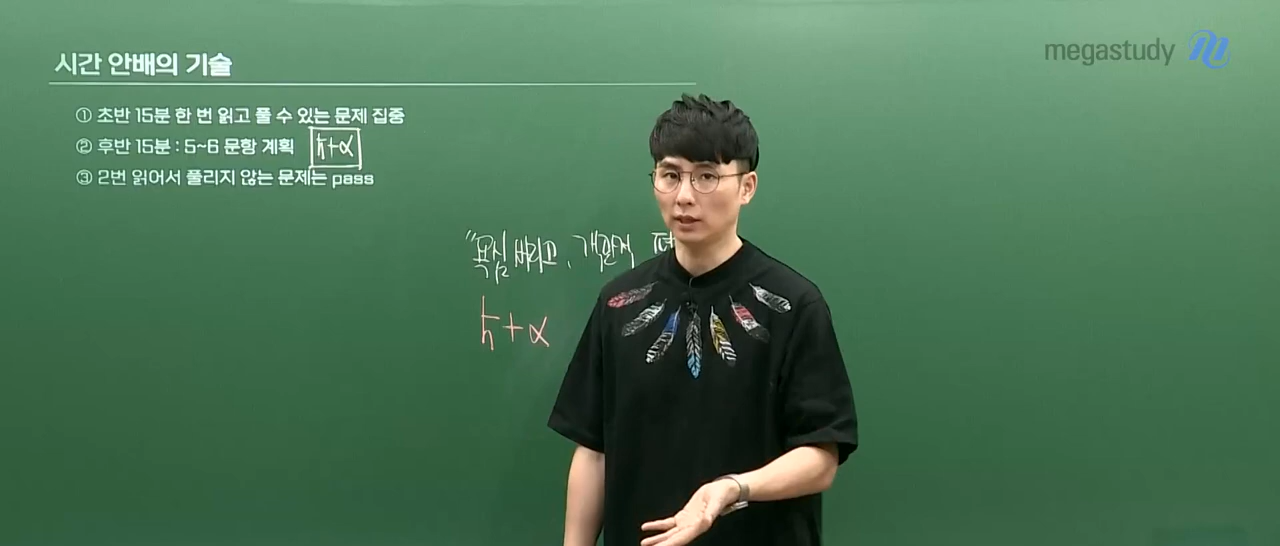 시간 안배의 기술
megastudy
① 초반 15분 한 번 읽고 풀 수 있는 문제 집중
② 후반 15분 : 5~6 문항 계획 ㅎ+α
③ 2번 읽어서 풀리지 않는 문제는 pass
"욕심 버리고, 객관적
+α